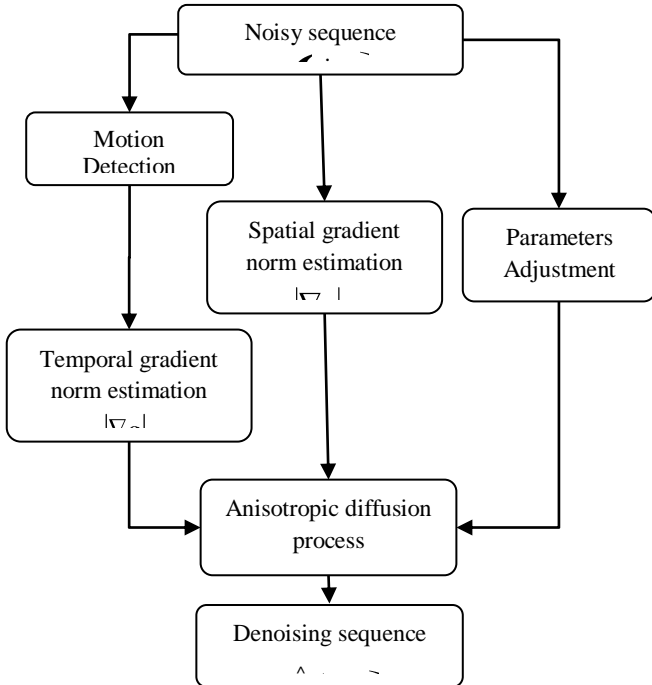 Noisy sequence
Motion
Detection
Spatial gradient
norm estimation
Parameters
Adjustment
Temporal gradient
norm estimation
Anisotropic diffusion
process
Denoising sequence